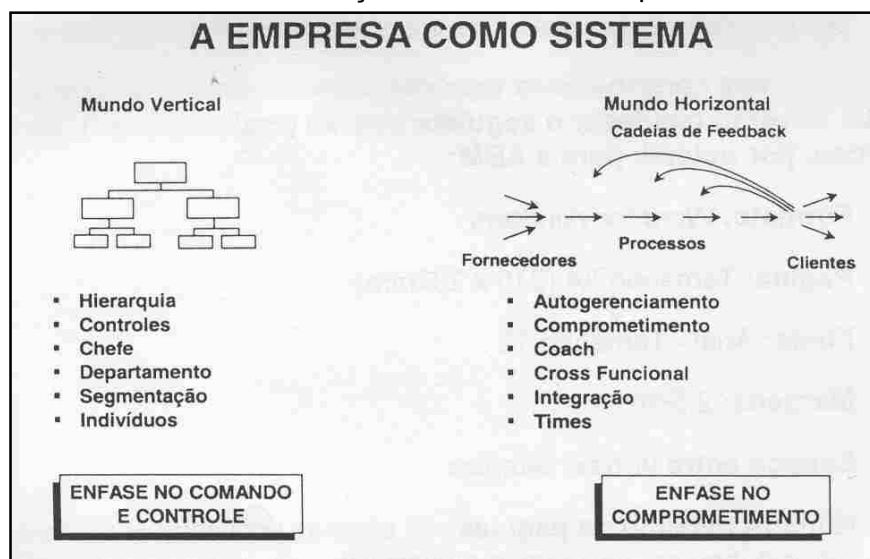 A EMPRESA COMO SISTEMA
Mundo Vertical
Hierarquia
Controles
Chefe
Departamento
Segmentação
Indivíduos
ENFASE NO COMANDO
E CONTROLE
Mundo Horizontal
Cadeias de Feedback
Fornecedores
Processos
Clientes
Autogerenciamento
Comprometimento
Coach
Cross Funcional
Integração
Times
ENFASE NO
COMPROMETIMENTO